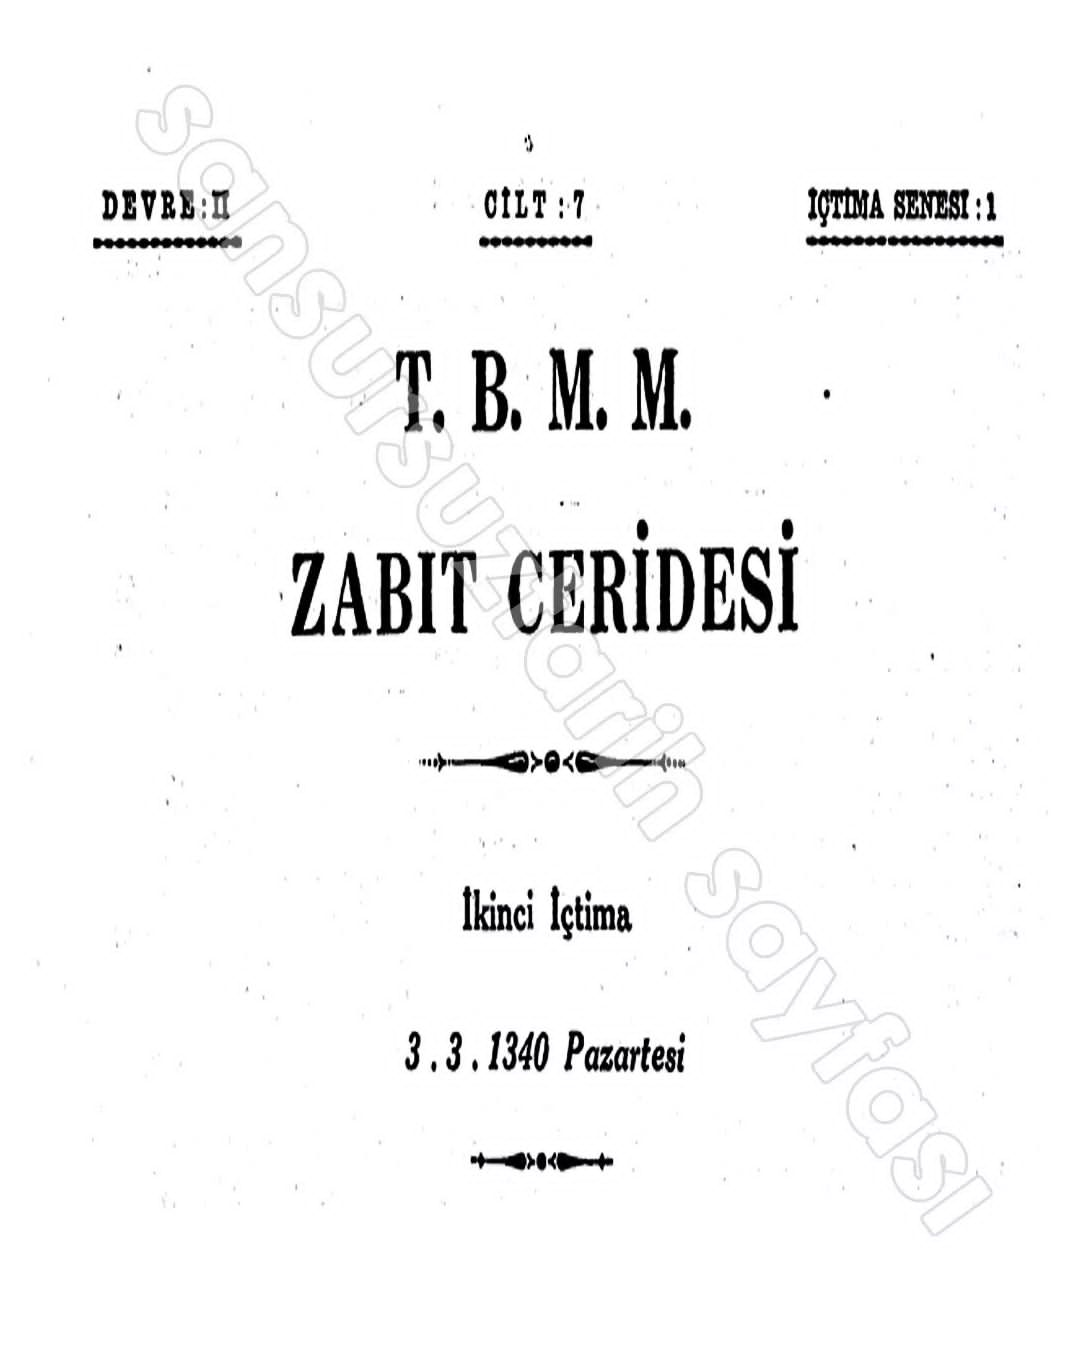 DEVRE : II CİLT : 7 İÇTİMA SENESİ : 1
T. B. M. M.
ZABIT CERİDESİ
İkinci İçtima
3 . 3 . 1340 Pazartesi
sansursuztarih sayfası